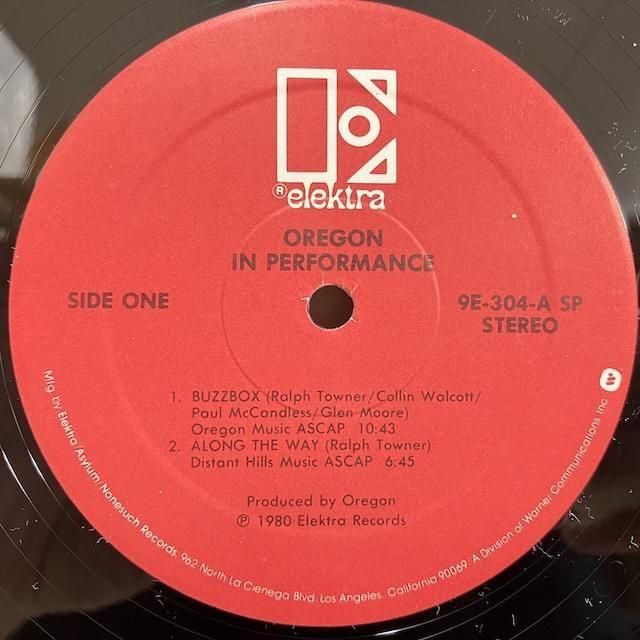 ® elektra
OREGON
IN PERFORMANCE
SIDE ONE
9E-304-A SP
STEREO
1. BUZZBOX (Ralph Towner/Collin Walcott/
Paul McCandless/Glen Moore)
Oregon Music ASCAP 10:43
2. ALONG THE WAY (Ralph Towner)
Distant Hills Music ASCAP 6:45
Produced by Oregon
℗ 1980 Elektra Records
Mfg by Elektra/Asylum/Nonesuch Records, 962 North La Cienega Blvd. Los Angeles, California 90069. A Division of Warner Communications Inc